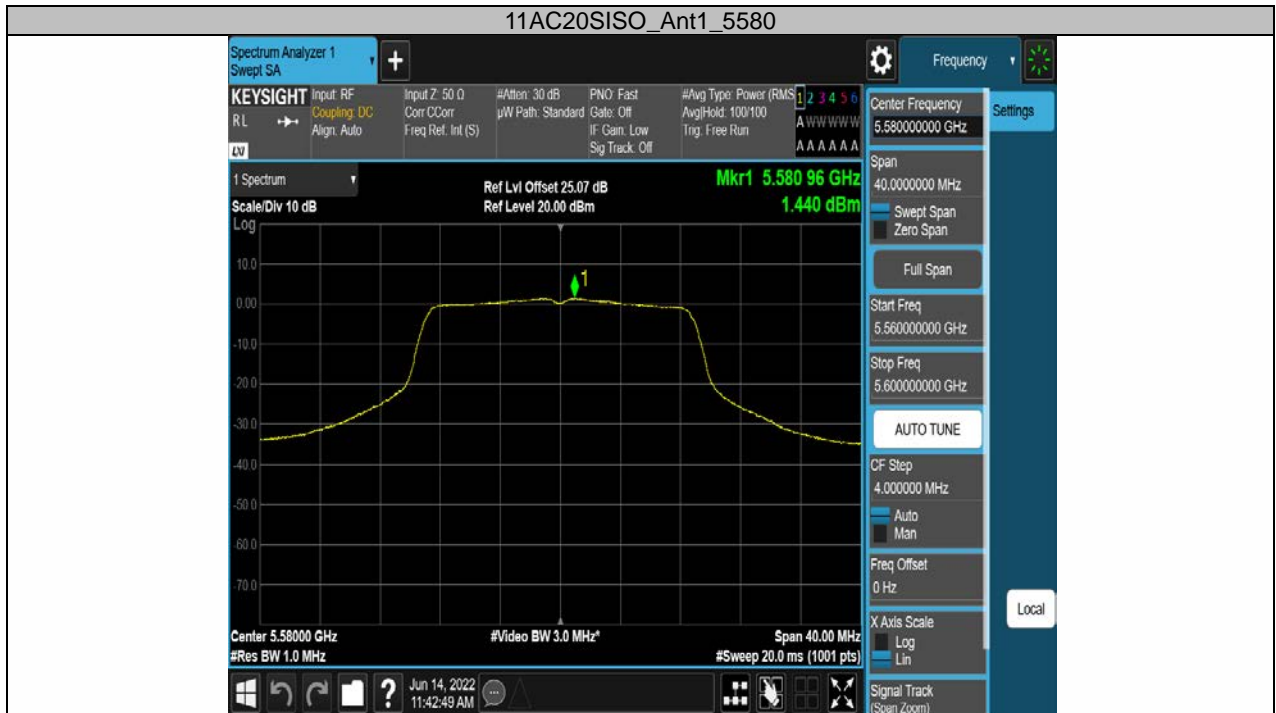 11AC20SISO_Ant1_5580
Spectrum Analyzer 1
Swept SA
+
Frequency
KEYSIGHT
RL
LXI
Input: RF
Coupling: DC
Align: Auto
Input Z: 50 Ω
Corr CCorr
Freq Ref: Int (S)
#Atten: 30 dB
µW Path: Standard
PNO: Fast
Gate: Off
IF Gain: Low
Sig Track: Off
#Avg Type: Power (RMS
Avg|Hold: 100/100
Trig: Free Run
1 2 3 4 5 6
A W W W W W
A A A A A A
1 Spectrum
Scale/Div 10 dB
Ref Lvl Offset 25.07 dB
Ref Level 20.00 dBm
Mkr1 5.580 96 GHz
1.440 dBm
Log
10.0
0.00
-10.0
-20.0
-30.0
-40.0
-50.0
-60.0
-70.0
1
Center 5.58000 GHz
#Res BW 1.0 MHz
#Video BW 3.0 MHz*
Span 40.00 MHz
#Sweep 20.0 ms (1001 pts)
?
Jun 14, 2022
11:42:49 AM
Center Frequency
5.580000000 GHz
Settings
Span
40.0000000 MHz
Swept Span
Zero Span
Full Span
Start Freq
5.560000000 GHz
Stop Freq
5.600000000 GHz
AUTO TUNE
CF Step
4.000000 MHz
Auto
Man
Freq Offset
0 Hz
X Axis Scale
Log
Lin
Local
Signal Track
(Span Zoom)